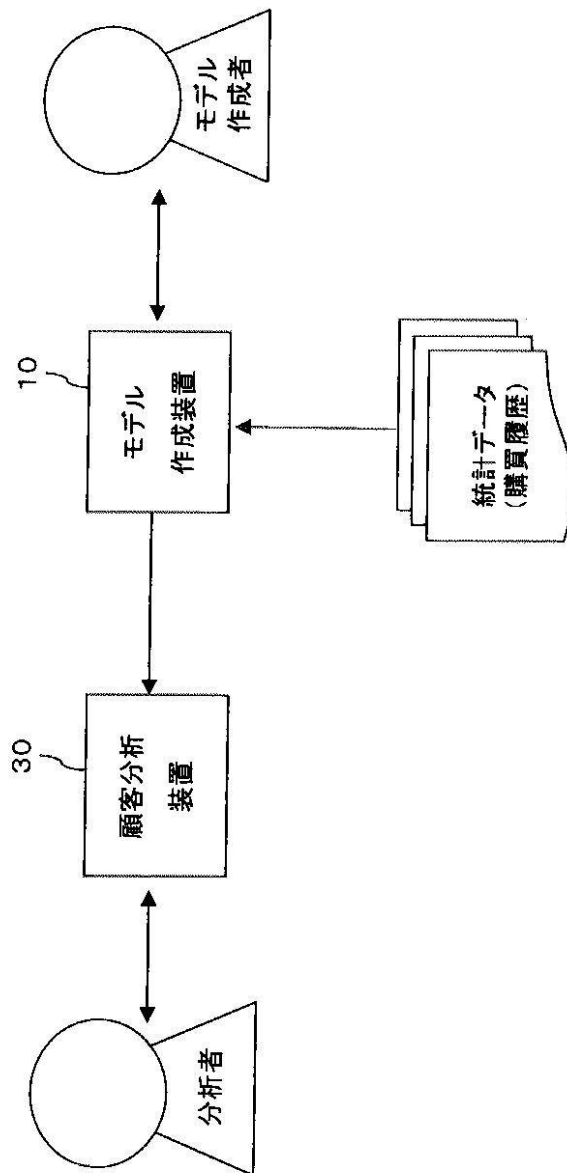 30
10
分析者
顧客分析
装置
モデル
作成装置
モデル
作成者
統計データ
(購買履歴)